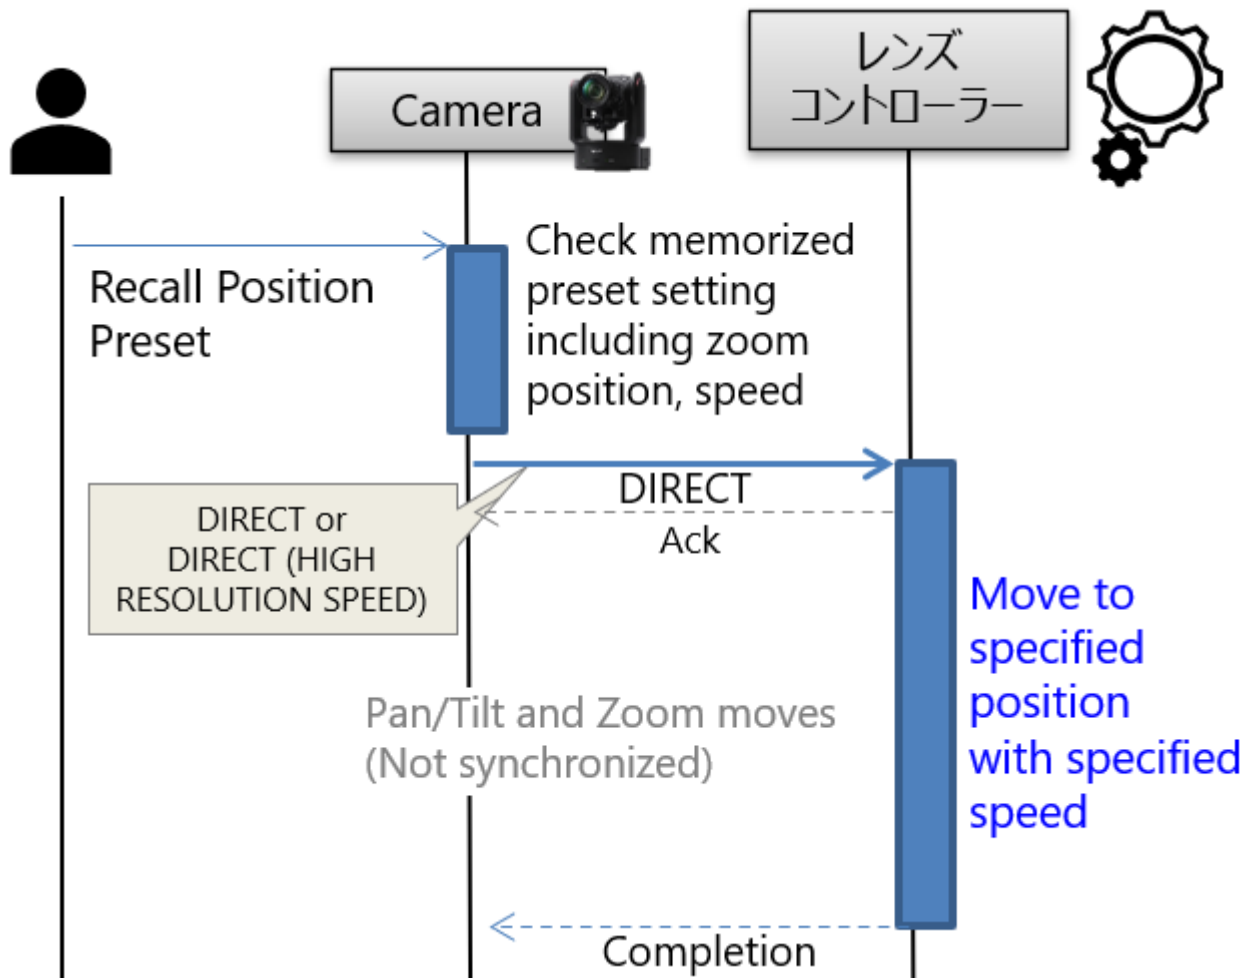 Camera
レンズ
コントローラー
Recall Position
Preset
Check memorized
preset setting
including zoom
position, speed
DIRECT
Ack
DIRECT or
DIRECT (HIGH
RESOLUTION SPEED)
Move to
specified
position
with specified
speed
Pan/Tilt and Zoom moves
(Not synchronized)
Completion